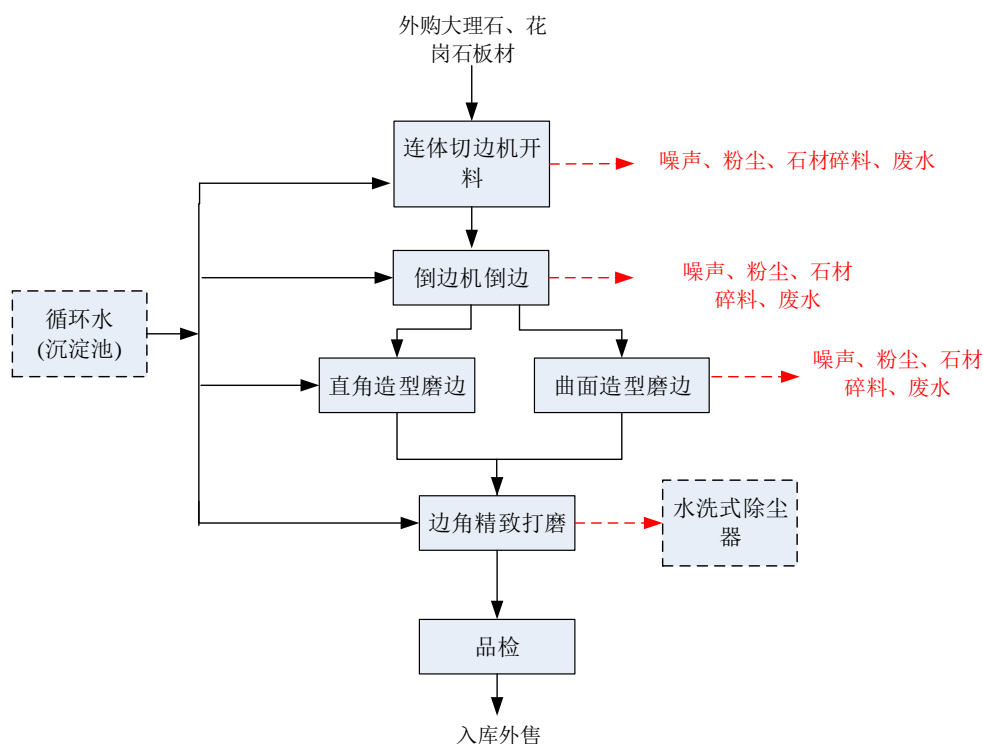 外购大理石、花
岗石板材
连体切边机开
料
噪声、粉尘、石材碎料、废水
倒边机倒边
噪声、粉尘、石材
碎料、废水
循环水
(沉淀池)
直角造型磨边
曲面造型磨边
噪声、粉尘、石材
碎料、废水
边角精致打磨
水洗式除尘
器
品检
入库外售